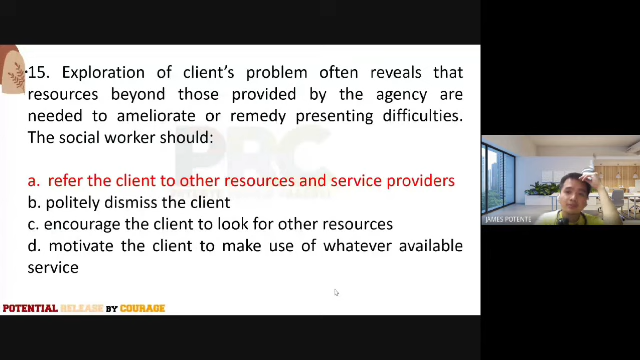 15. Exploration of client's problem often reveals that
resources beyond those provided by the agency are
needed to ameliorate or remedy presenting difficulties.
The social worker should:
a. refer the client to other resources and service providers
b. politely dismiss the client
c. encourage the client to look for other resources
d. motivate the client to make use of whatever available
service
PRC
POTENTIAL RELEASE BY COURAGE
JAMES POTENTE